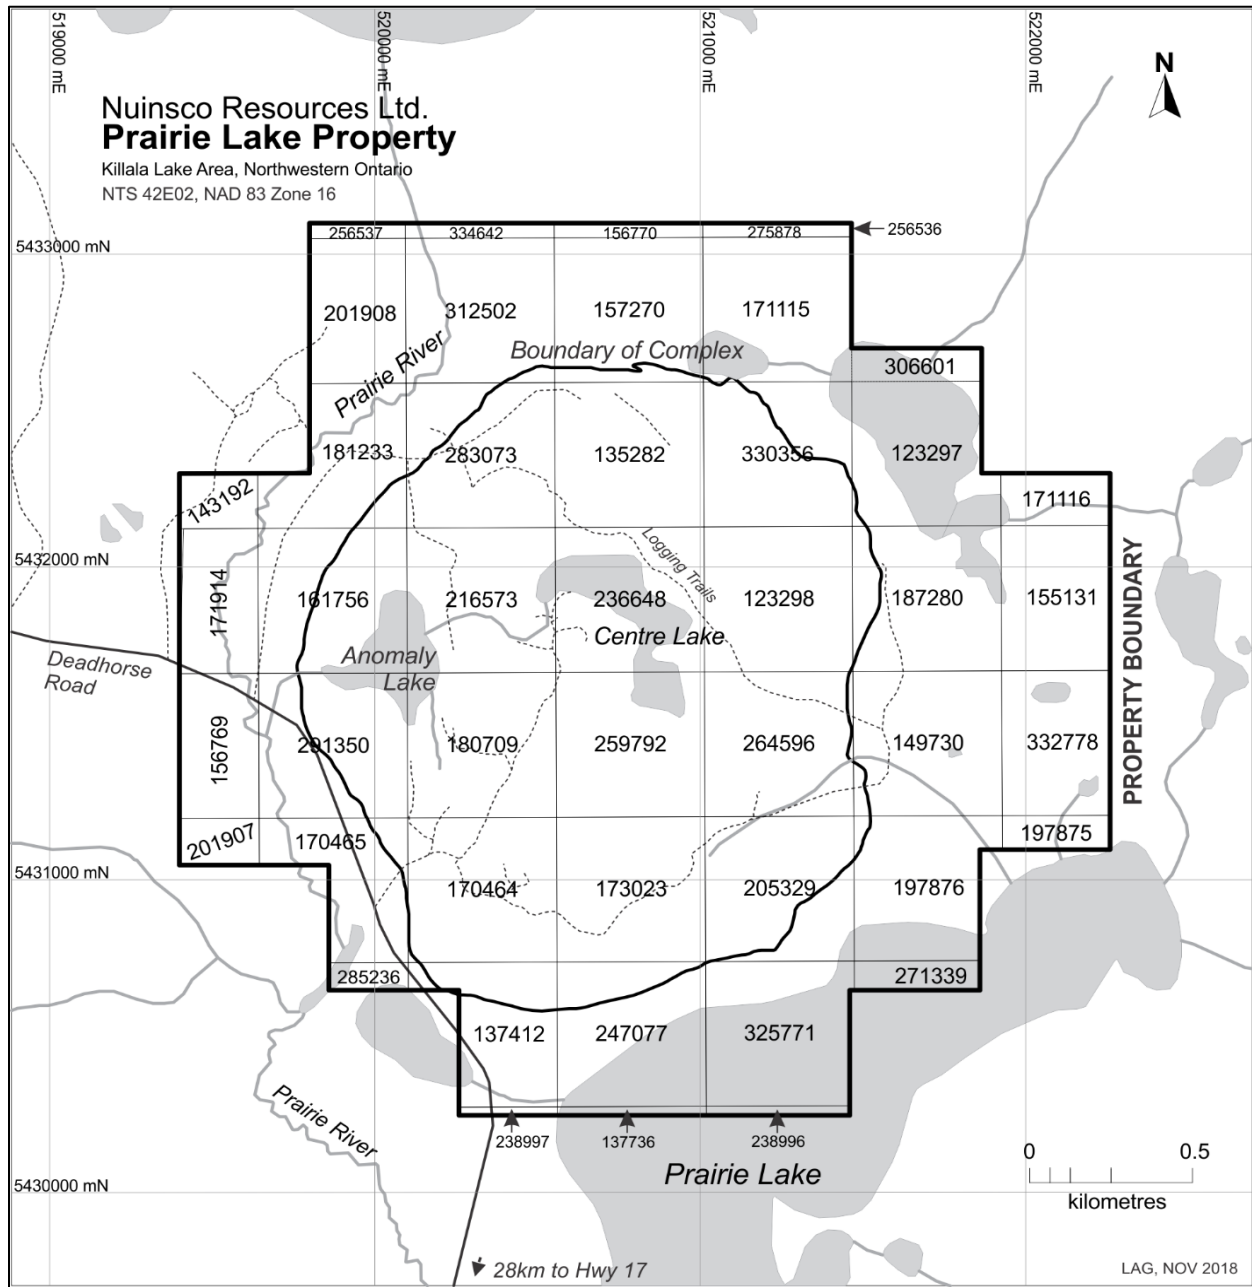 519000 mE
520000 mE
521000 mE
522000 mE
N
Nuinsco Resources Ltd.
Prairie Lake Property
Killala Lake Area, Northwestern Ontario
NTS 42E02, NAD 83 Zone 16
256537
334642
156770
275878
256536
5433000 mN
201908
312502
157270
171115
Prairie River
Boundary of Complex
306601
181233
283073
135282
330356
123297
143192
171116
5432000 mN
Logging Trails
171914
161756
216573
236648
123298
187280
155131
Centre Lake
Deadhorse
Road
Anomaly
Lake
PROPERTY BOUNDARY
156769
291350
180709
259792
264596
149730
332778
201907
170465
197875
5431000 mN
170464
173023
205329
197876
285236
271339
137412
247077
325771
Prairie River
238997
137736
238996
Prairie Lake
0
0.5
kilometres
5430000 mN
28km to Hwy 17
LAG, NOV 2018